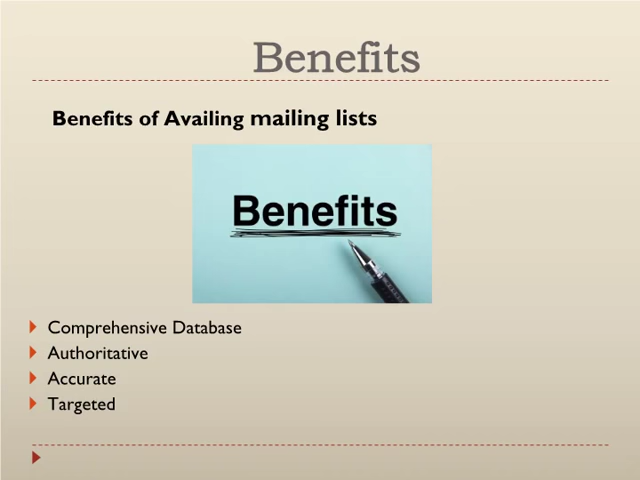 Benefits
Benefits of Availing mailing lists
Benefits
Comprehensive Database
Authoritative
Accurate
Targeted